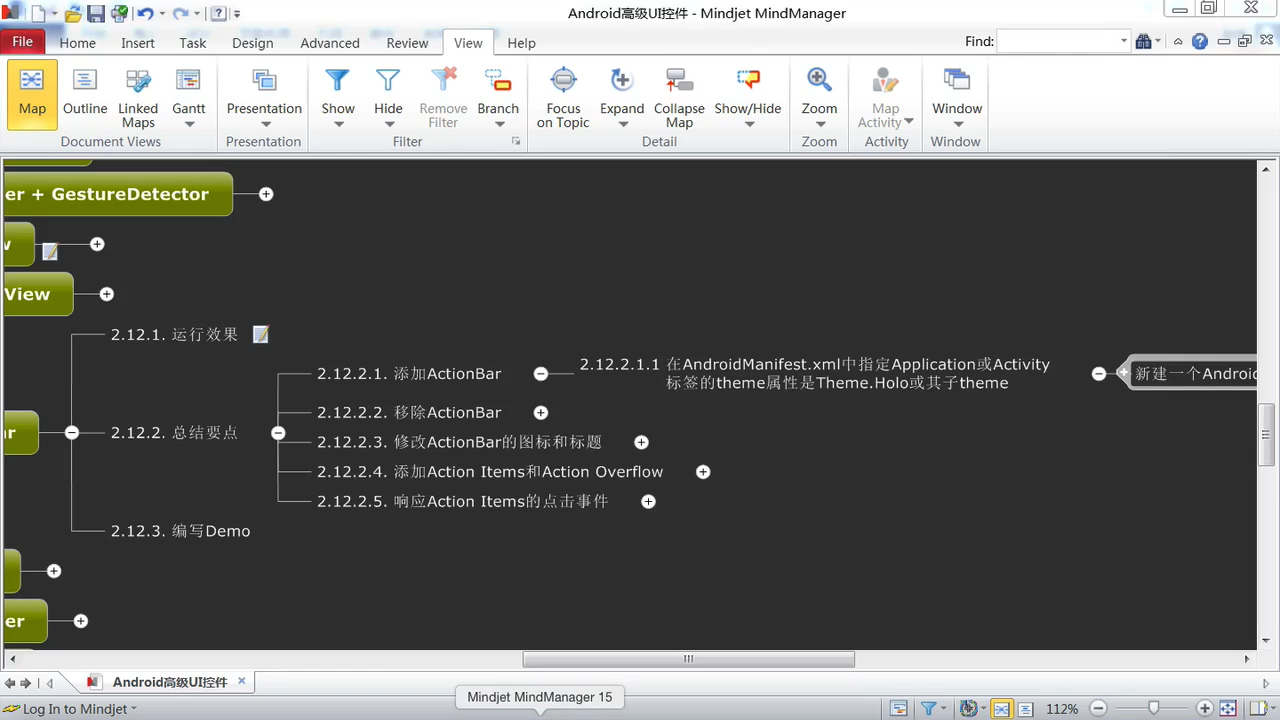 Android高级UI控件 - Mindjet MindManager
File Home Insert Task Design Advanced Review View Help Find:
Map Outline Linked Maps Gantt Presentation Show Hide Remove Filter Branch Focus on Topic Expand Collapse Map Show/Hide Zoom Map Activity Window
Document Views Presentation Filter Detail Zoom Activity Window
er + GestureDetector
w
View
2.12.1. 运行效果
2.12.2.1. 添加ActionBar
2.12.2.1.1 在AndroidManifest.xml中指定Application或Activity
标签的theme属性是Theme.Holo或其子theme
新建一个Android
2.12.2.2. 移除ActionBar
ar
2.12.2. 总结要点
2.12.2.3. 修改ActionBar的图标和标题
2.12.2.4. 添加Action Items和Action Overflow
2.12.2.5. 响应Action Items的点击事件
2.12.3. 编写Demo
er
Android高级UI控件
Mindjet MindManager 15
Log In to Mindjet
112%